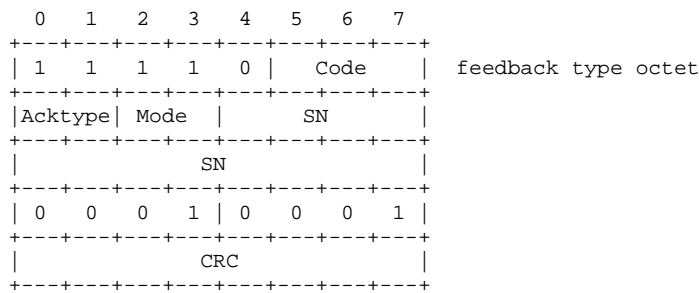 0   1   2   3   4   5   6   7
+---+---+---+---+---+---+---+---+
| 1   1   1   1   0 |   Code    |  feedback type octet
+---+---+---+---+---+---+---+---+
|Acktype| Mode  |      SN       |
+---+---+---+---+---+---+---+---+
|              SN               |
+---+---+---+---+---+---+---+---+
| 0   0   0   1 | 0   0   0   1 |
+---+---+---+---+---+---+---+---+
|              CRC              |
+---+---+---+---+---+---+---+---+